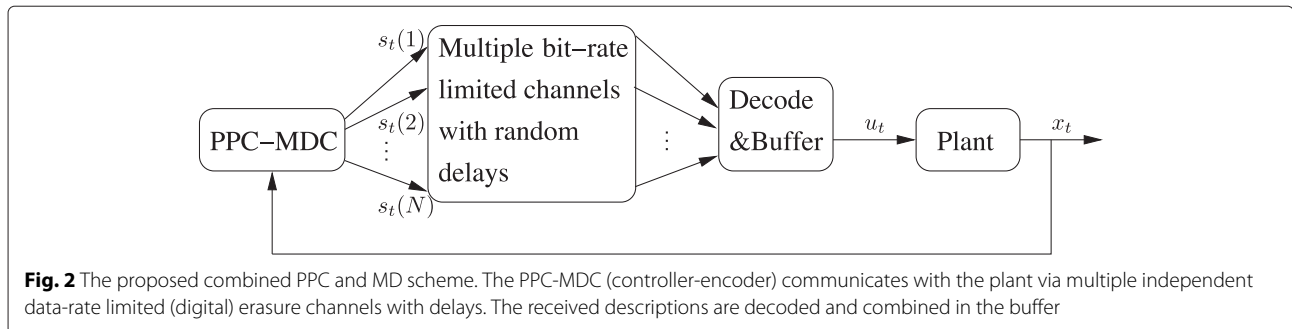 PPC−MDC
s_t(1)
s_t(2)
⋮
s_t(N)
Multiple bit−rate
limited channels
with random
delays
⋮
Decode
&Buffer
u_t
Plant
x_t
Fig. 2 The proposed combined PPC and MD scheme. The PPC-MDC (controller-encoder) communicates with the plant via multiple independent
data-rate limited (digital) erasure channels with delays. The received descriptions are decoded and combined in the buffer